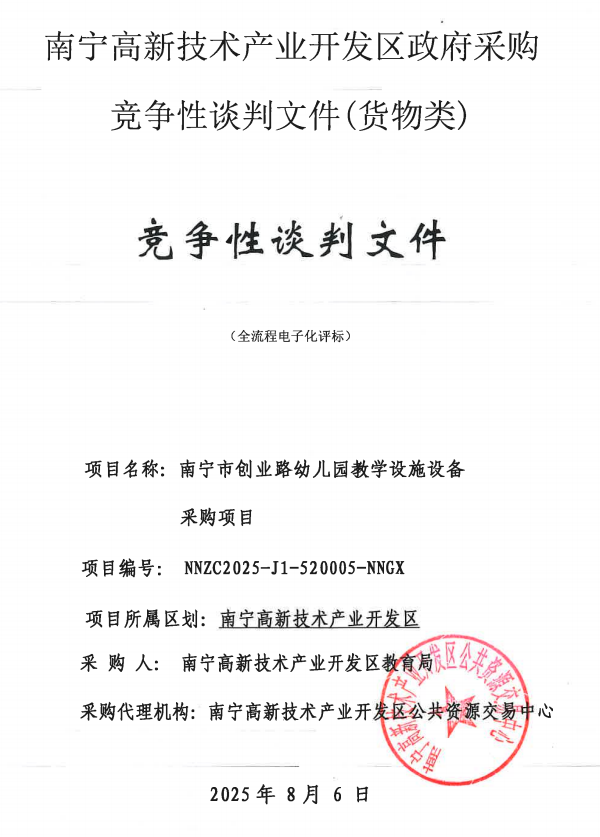 南宁高新技术产业开发区政府采购
竞争性谈判文件(货物类)
竞争性谈判文件
（全流程电子化评标）
项目名称：南宁市创业路幼儿园教学设施设备
采购项目
项目编号： NNZC2025-J1-520005-NNGX
项目所属区划：南宁高新技术产业开发区
采 购 人： 南宁高新技术产业开发区教育局
采购代理机构：南宁高新技术产业开发区公共资源交易中心
2025 年 8 月 6 日